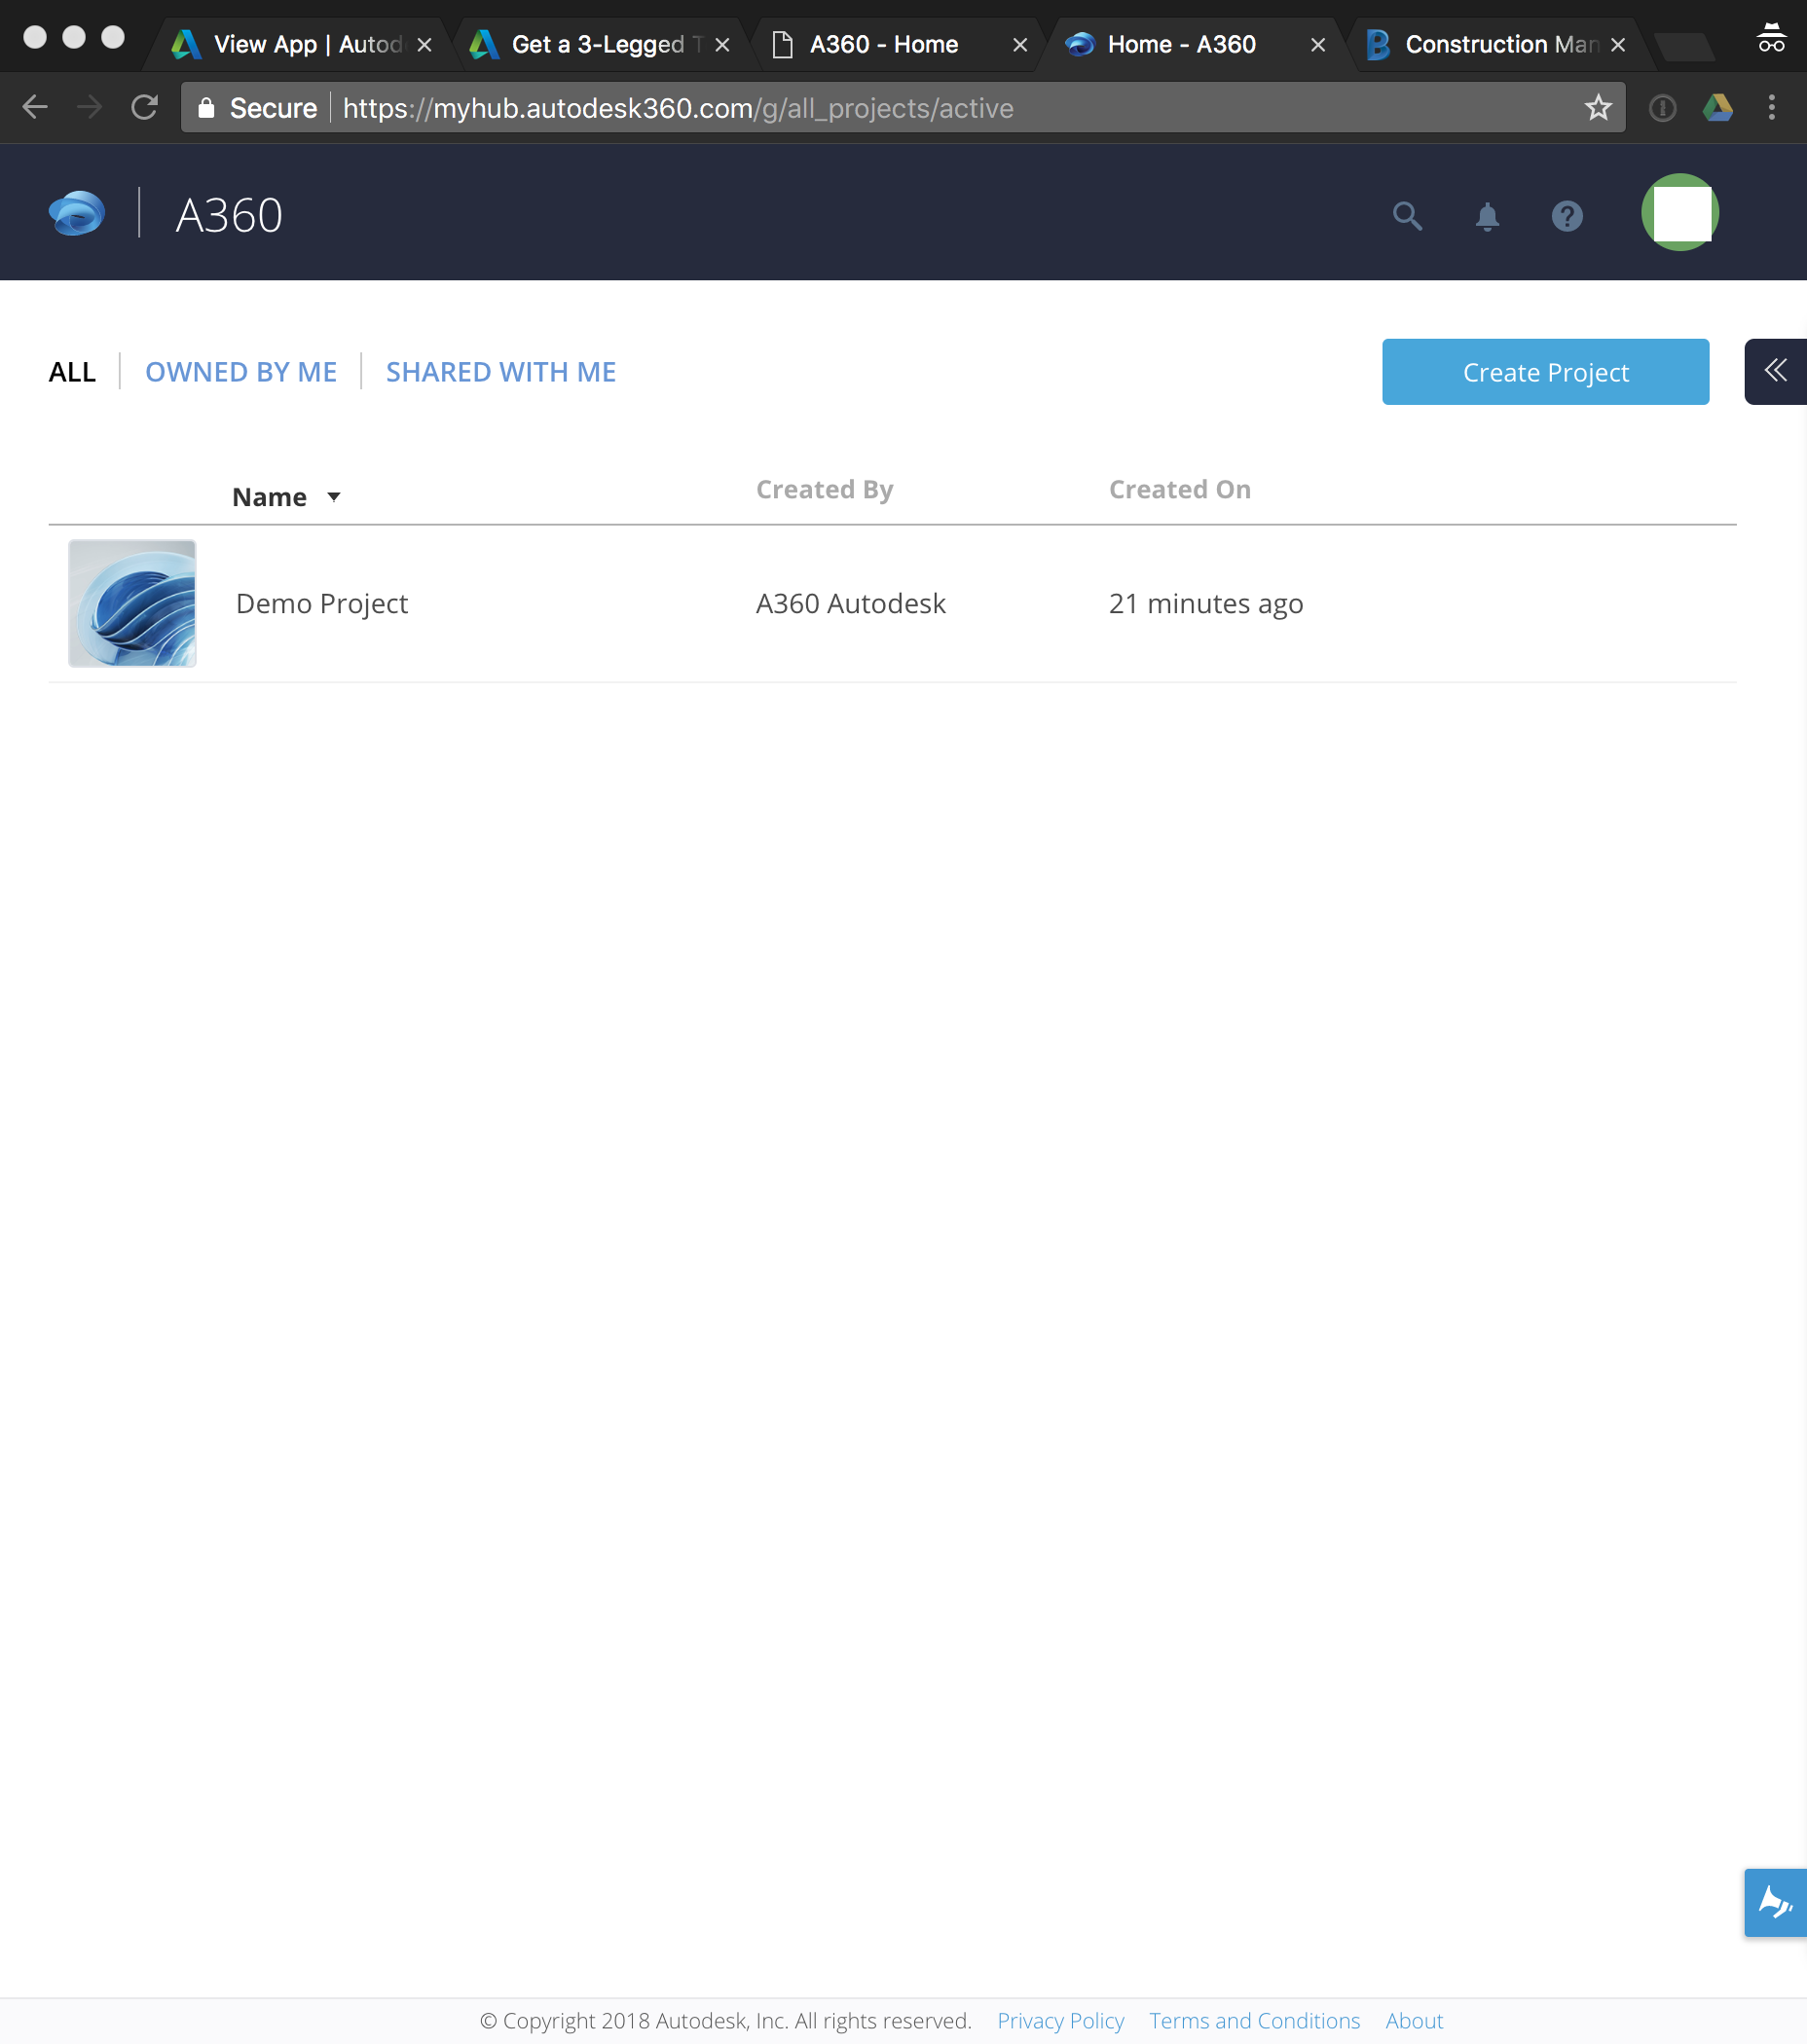 View App | Autod
Get a 3-Legged T
A360 - Home
Home - A360
Construction Man
Secure
https://myhub.autodesk360.com/g/all_projects/active
A360
ALL
OWNED BY ME
SHARED WITH ME
Create Project
Name
Created By
Created On
Demo Project
A360 Autodesk
21 minutes ago
© Copyright 2018 Autodesk, Inc. All rights reserved.
Privacy Policy
Terms and Conditions
About